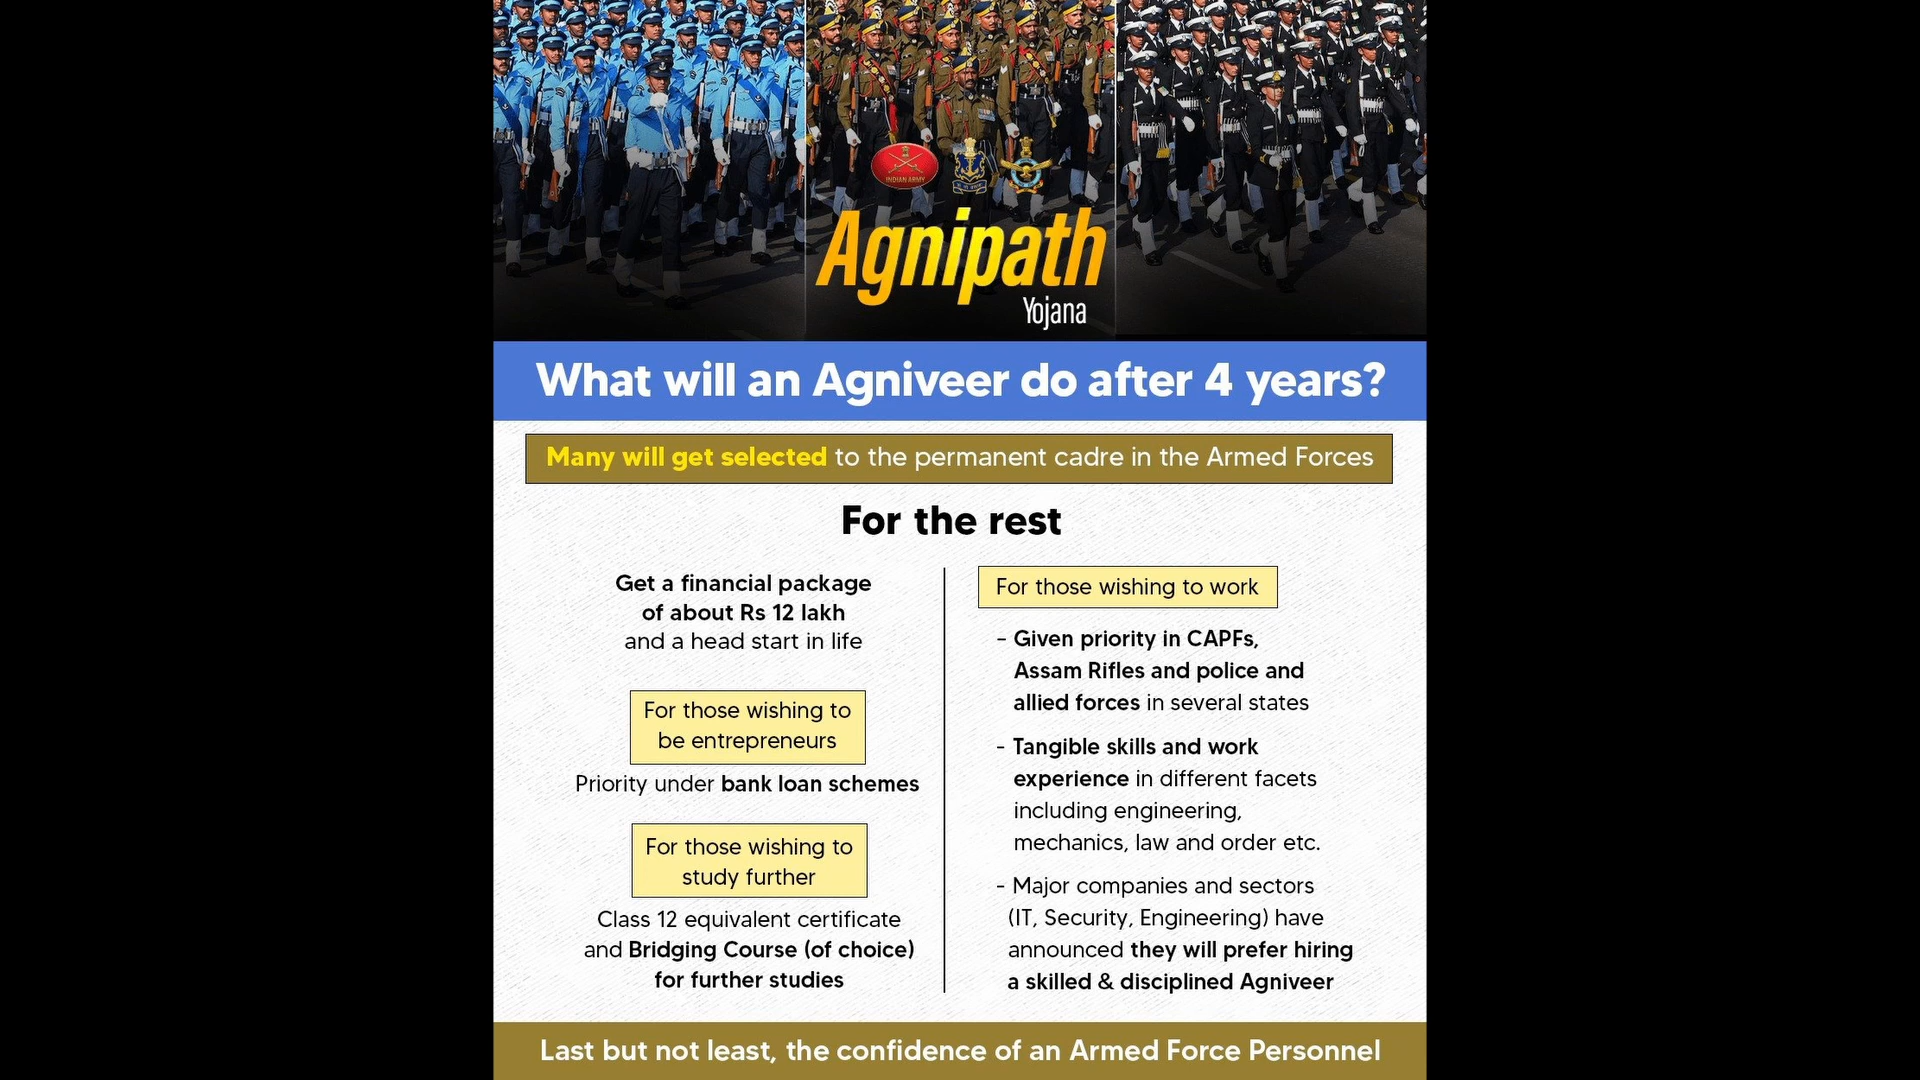 INDIAN ARMY
Agnipath
Yojana
What will an Agniveer do after 4 years?
Many will get selected to the permanent cadre in the Armed Forces
For the rest
Get a financial package
of about Rs 12 lakh
and a head start in life
For those wishing to
be entrepreneurs
Priority under bank loan schemes
For those wishing to
study further
Class 12 equivalent certificate
and Bridging Course (of choice)
for further studies
For those wishing to work
- Given priority in CAPFs,
Assam Rifles and police and
allied forces in several states
- Tangible skills and work
experience in different facets
including engineering,
mechanics, law and order etc.
- Major companies and sectors
(IT, Security, Engineering) have
announced they will prefer hiring
a skilled & disciplined Agniveer
Last but not least, the confidence of an Armed Force Personnel